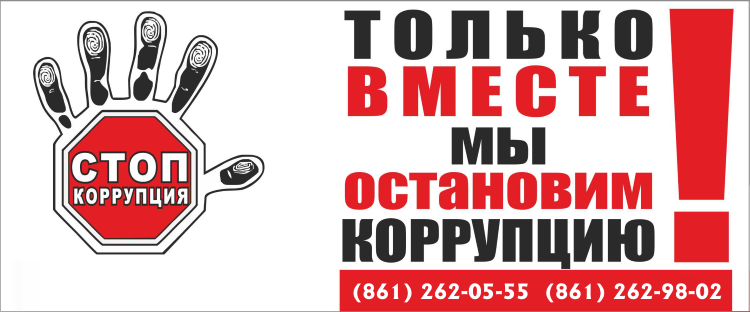 СТОП
КОРРУПЦИЯ
ТОЛЬКО
ВМЕСТЕ
МЫ
ОСТАНОВИМ
КОРРУПЦИЮ
!
(861) 262-05-55 (861) 262-98-02